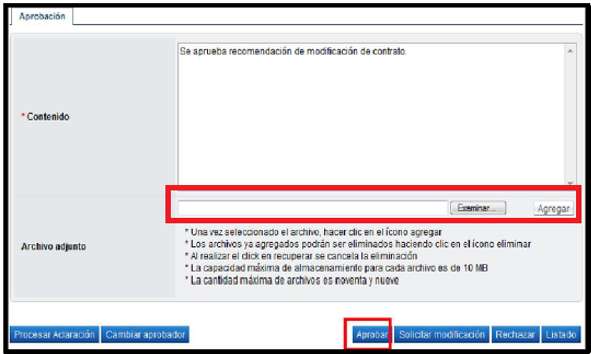 Aprobación
Se aprueba recomendación de modificación de contrato.
* Contenido
Examinar...
Agregar
Archivo adjunto
* Una vez seleccionado el archivo, hacer clic en el ícono agregar
* Los archivos ya agregados podrán ser eliminados haciendo clic en el ícono eliminar
* Al realizar el click en recuperar se cancela la eliminación
* La capacidad máxima de almacenamiento para cada archivo es de 10 MB
* La cantidad máxima de archivos es noventa y nueve
Procesar Aclaración Cambiar aprobador Aprobar Solicitar modificación Rechazar Listado